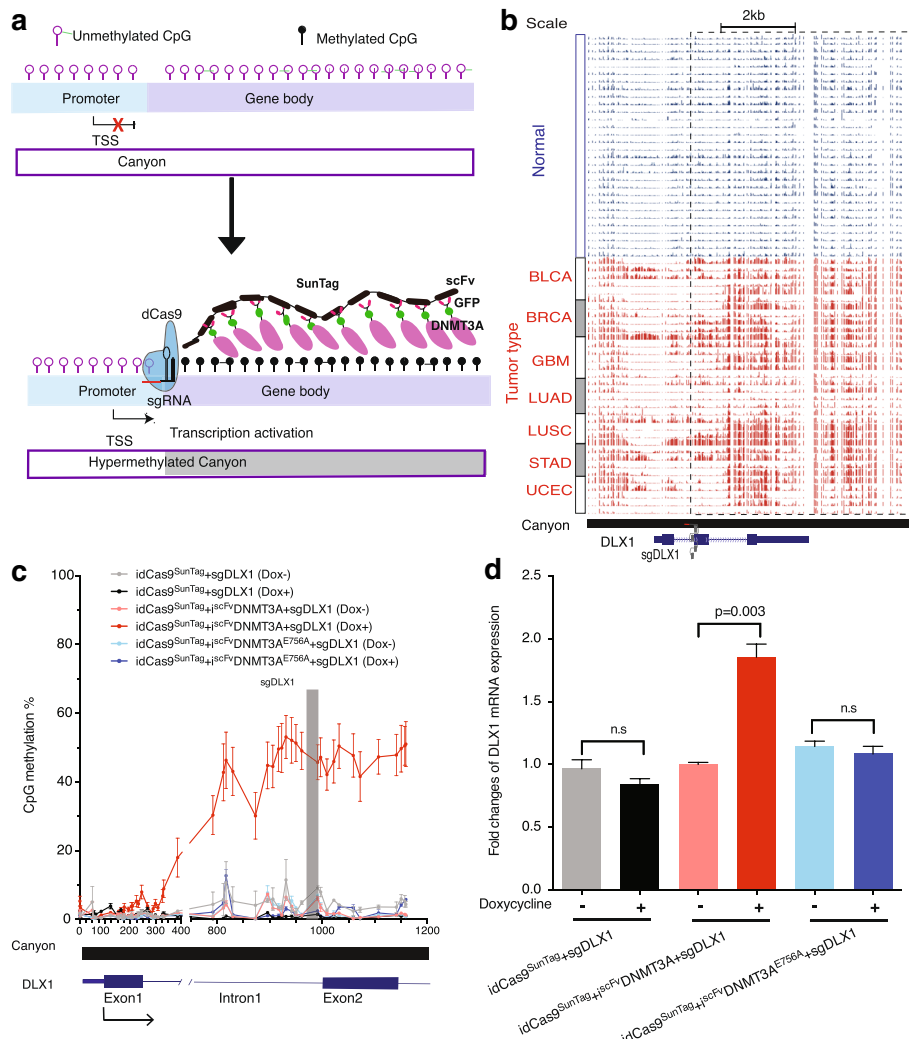 a
Unmethylated CpG
Methylated CpG
Promoter
Gene body
X
TSS
Canyon
SunTag
scFv
GFP
DNMT3A
dCas9
Promoter
Gene body
sgRNA
Transcription activation
TSS
Hypermethylated Canyon
b
Scale
2kb
Normal
Tumor type
BLCA
BRCA
GBM
LUAD
LUSC
STAD
UCEC
Canyon
DLX1
sgDLX1
c
idCas9SunTag+sgDLX1 (Dox-)
idCas9SunTag+sgDLX1 (Dox+)
idCas9SunTag+iscFvDNMT3A+sgDLX1 (Dox-)
idCas9SunTag+iscFvDNMT3A+sgDLX1 (Dox+)
idCas9SunTag+iscFvDNMT3AE756A+sgDLX1 (Dox-)
idCas9SunTag+iscFvDNMT3AE756A+sgDLX1 (Dox+)
sgDLX1
CpG methylation %
100
80
60
40
20
0
0 100 200 300 400 800 1000 1200
Canyon
DLX1
Exon1
Intron1
Exon2
d
Fold changes of DLX1 mRNA expression
2.5
2.0
1.5
1.0
0.5
0.0
n.s
p=0.003
n.s
Doxycycline - + - + - +
idCas9SunTag+sgDLX1
idCas9SunTag+iscFvDNMT3A+sgDLX1
idCas9SunTag+iscFvDNMT3AE756A+sgDLX1